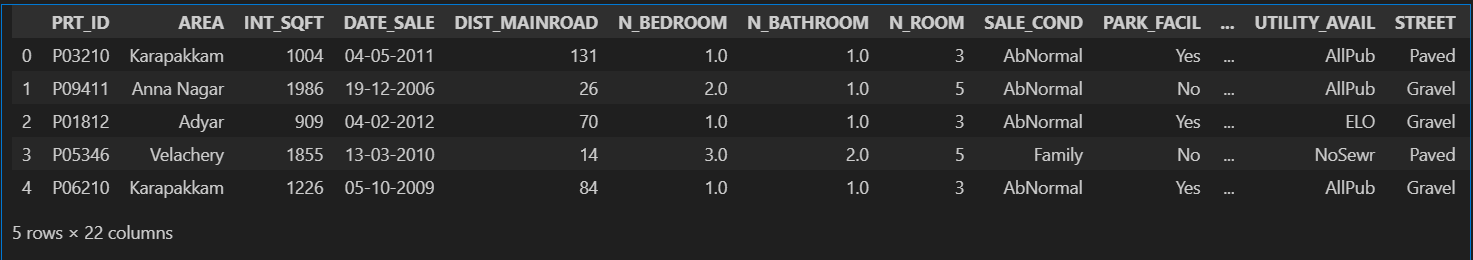 PRT_ID AREA INT_SQFT DATE_SALE DIST_MAINROAD N_BEDROOM N_BATHROOM N_ROOM SALE_COND PARK_FACIL ... UTILITY_AVAIL STREET
0 P03210 Karapakkam 1004 04-05-2011 131 1.0 1.0 3 AbNormal Yes ... AllPub Paved
1 P09411 Anna Nagar 1986 19-12-2006 26 2.0 1.0 5 AbNormal No ... AllPub Gravel
2 P01812 Adyar 909 04-02-2012 70 1.0 1.0 3 AbNormal Yes ... ELO Gravel
3 P05346 Velachery 1855 13-03-2010 14 3.0 2.0 5 Family No ... NoSewr Paved
4 P06210 Karapakkam 1226 05-10-2009 84 1.0 1.0 3 AbNormal Yes ... AllPub Gravel
5 rows × 22 columns